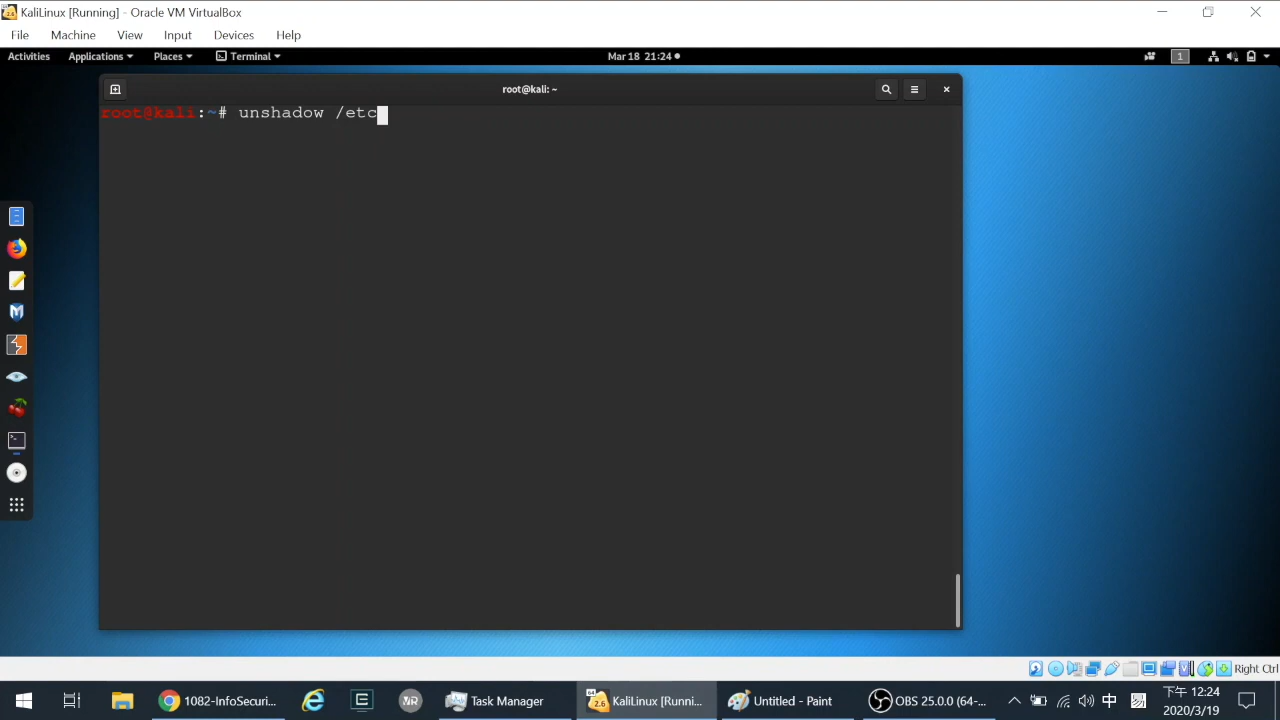 KaliLinux [Running] - Oracle VM VirtualBox
File Machine View Input Devices Help
Activities Applications Places Terminal Mar 18 21:24 1
root@kali: ~
root@kali:~# unshadow /etc
Right Ctrl
1082-InfoSecuri... Task Manager KaliLinux [Runni... Untitled - Paint OBS 25.0.0 (64-... 中 下午 12:24
2020/3/19